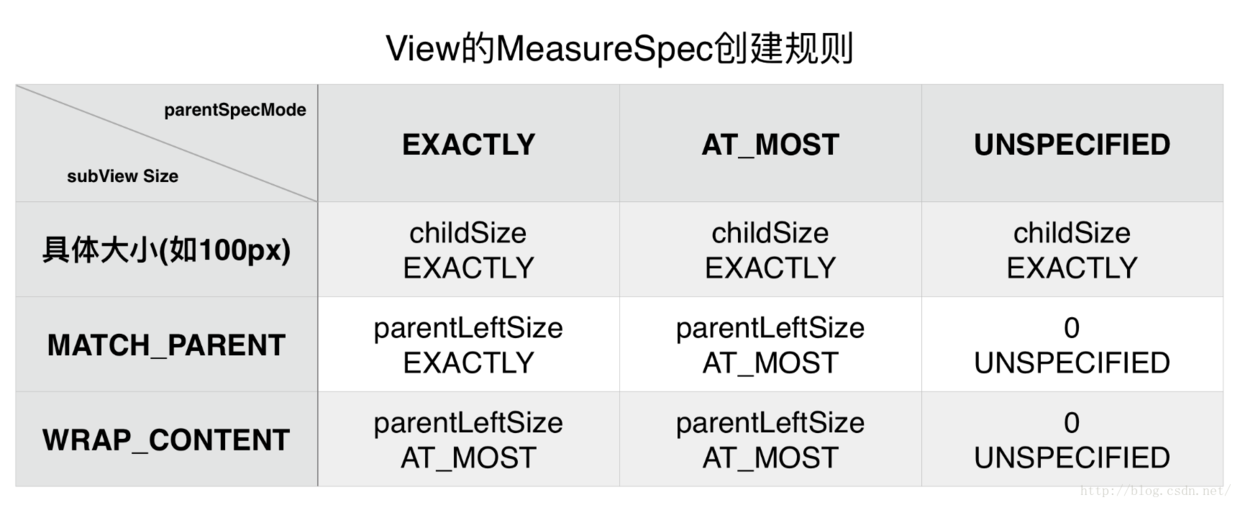 View的MeasureSpec创建规则
parentSpecMode
subView Size
EXACTLY
AT_MOST
UNSPECIFIED
具体大小(如100px)
childSize
EXACTLY
childSize
EXACTLY
childSize
EXACTLY
MATCH_PARENT
parentLeftSize
EXACTLY
parentLeftSize
AT_MOST
0
UNSPECIFIED
WRAP_CONTENT
parentLeftSize
AT_MOST
parentLeftSize
AT_MOST
0
UNSPECIFIED
http://blog.csdn.net/